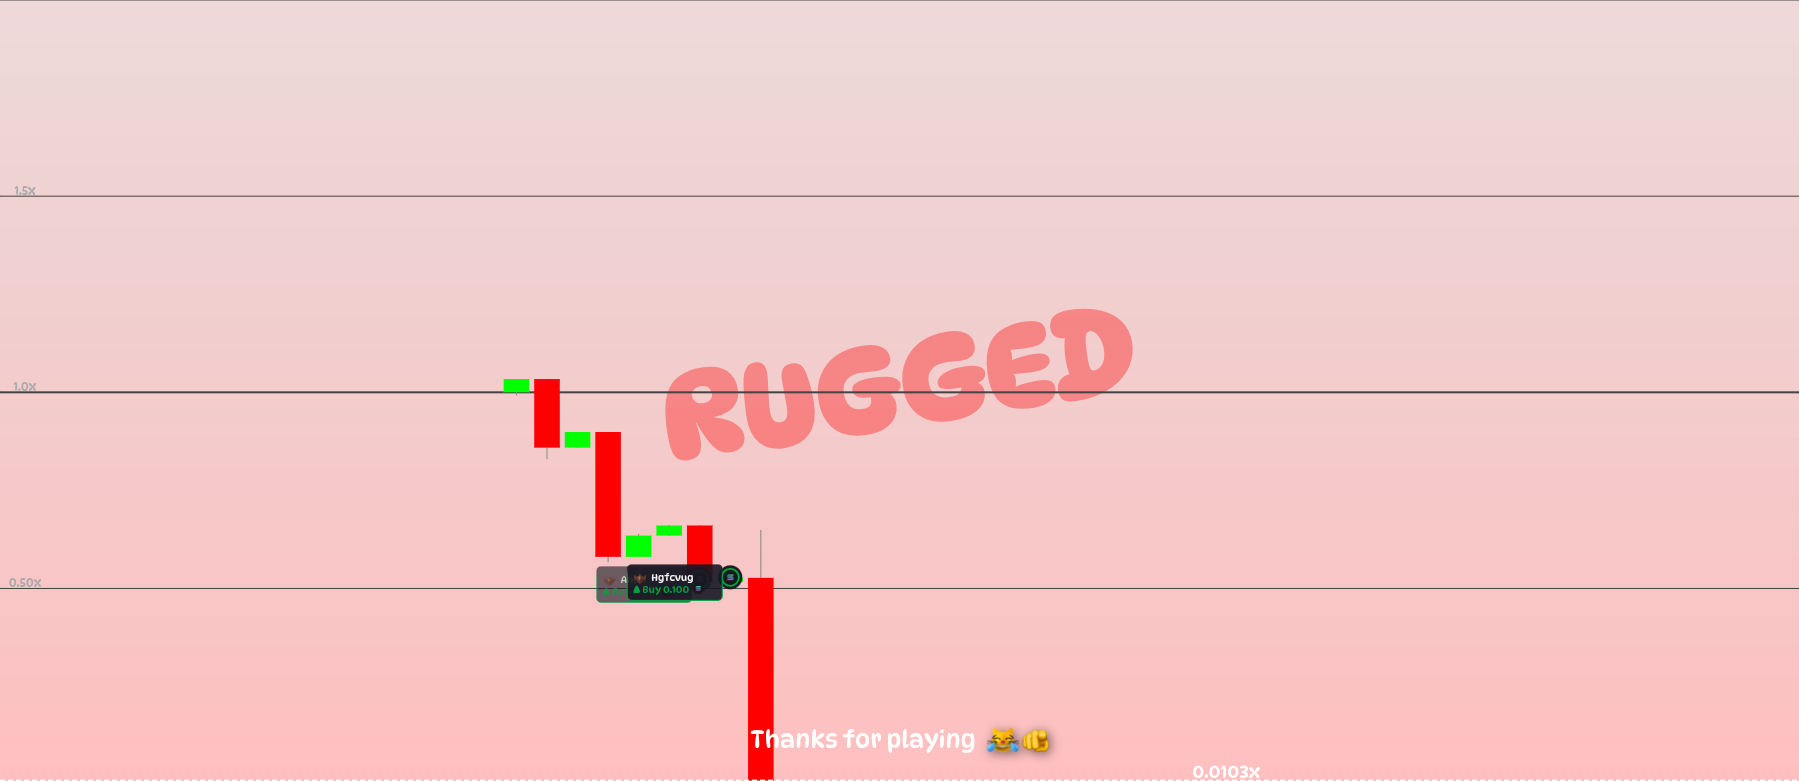 1.5X
1.0X
RUGGED
0.50X
Hgfcvug
Buy 0.100
Thanks for playing 😹🫵
0.0103X